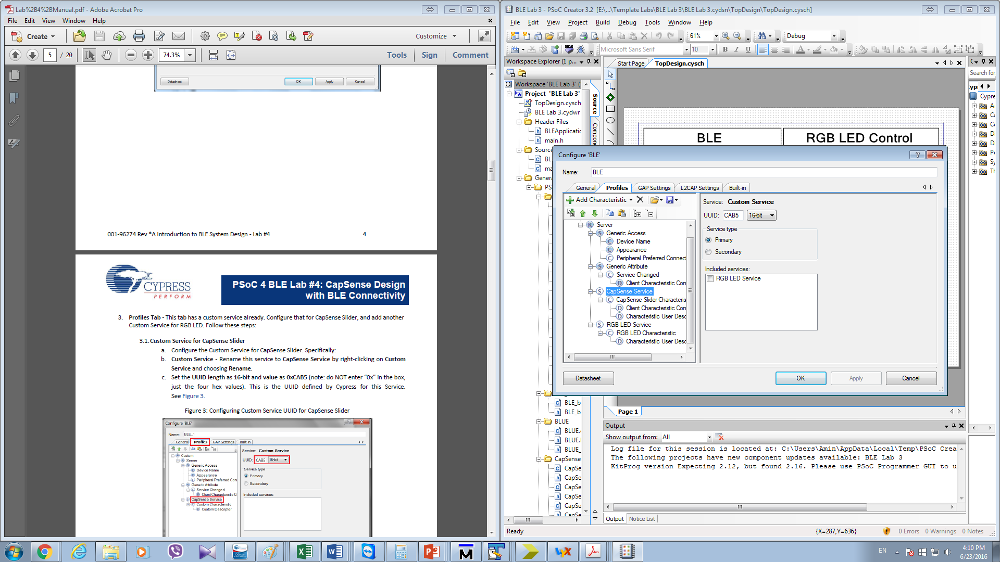 Lab%2B4%2BManual.pdf - Adobe Acrobat Pro
File Edit View Window Help
Create
Customize
5 / 20
74.3%
Tools Sign Comment
Datasheet OK Apply Cancel
001-96274 Rev *A Introduction to BLE System Design - Lab #4 4
CYPRESS
PERFORM
PSoC 4 BLE Lab #4: CapSense Design
with BLE Connectivity
3. Profiles Tab - This tab has a custom service already. Configure that for CapSense Slider, and add another
Custom Service for RGB LED. Follow these steps:
3.1. Custom Service for CapSense Slider
a. Configure the Custom Service for CapSense Slider. Specifically:
b. Custom Service - Rename this service to CapSense Service by right-clicking on Custom
Service and choosing Rename.
c. Set the UUID length as 16-bit and value as 0xCAB5 (note: do NOT enter “0x” in the box,
just the four hex values). This is the UUID defined by Cypress for this Service.
See Figure 3.
Figure 3: Configuring Custom Service UUID for CapSense Slider
Configure 'BLE'
Name: BLE_1
General Profiles GAP Settings Built-in
Custom
Server
Generic Access
Device Name
Appearance
Peripheral Preferred Conn
Generic Attribute
Service Changed
Client Characteristic C
CapSense Service
Custom Characteristic
Custom Descriptor
Service: Custom Service
UUID: CAB5 16-bit
Service type
Primary
Secondary
Included services:
BLE Lab 3 - PSoC Creator 3.2 [E:\...\Template Labs\BLE Lab 3\BLE Lab 3.cydsn\TopDesign\TopDesign.cysch]
File Edit View Project Build Debug Tools Window Help
61%
Debug
Microsoft Sans Serif 10 B I U
Workspace Explorer (1 p...
Start Page TopDesign.cysch
Search for
Workspace 'BLE Lab 3' (
Project 'BLE Lab 3'
TopDesign.cysch
BLE Lab 3.cydwr
Header Files
BLEApplicatio
main.h
Sourc
BL
ma
Genera
PS
BLE_b
BLE_b
BLUE
BLUE.
BLUE.
BLUE_
CapSense
CapSe
CapSe
CapSe
CapSe
CapSe
CapSe
Source
Compone
Cypre
BLE
RGB LED Control
Configure 'BLE'
Name: BLE
General Profiles GAP Settings L2CAP Settings Built-in
Add Characteristic
Server
Generic Access
Device Name
Appearance
Peripheral Preferred Connect
Generic Attribute
Service Changed
Client Characteristic Con
CapSense Service
CapSense Slider Characteris
Client Characteristic Con
Characteristic User Desc
RGB LED Service
RGB LED Characteristic
Characteristic User Desc
Service: Custom Service
UUID: CAB5 16-bit
Service type
Primary
Secondary
Included services:
RGB LED Service
Datasheet OK Apply Cancel
Page 1
Output
Show output from: All
Log file for this session is located at: C:\Users\Amin\AppData\Local\Temp\PSoC Crea
The following projects have new component updates available: BLE Lab 3
KitProg version Expecting 2.12, but found 2.16. Please use PSoC Programmer GUI to u
Output Notice List
Ready
{X=287,Y=636}
0 Errors 0 Warnings 0 Notes
EN
4:10 PM
6/23/2016